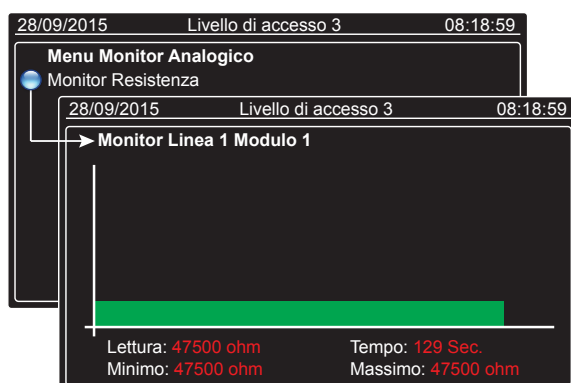 28/09/2015 Livello di accesso 3 08:18:59
Menu Monitor Analogico
Monitor Resistenza
28/09/2015 Livello di accesso 3 08:18:59
Monitor Linea 1 Modulo 1
Lettura: 47500 ohm Tempo: 129 Sec.
Minimo: 47500 ohm Massimo: 47500 ohm